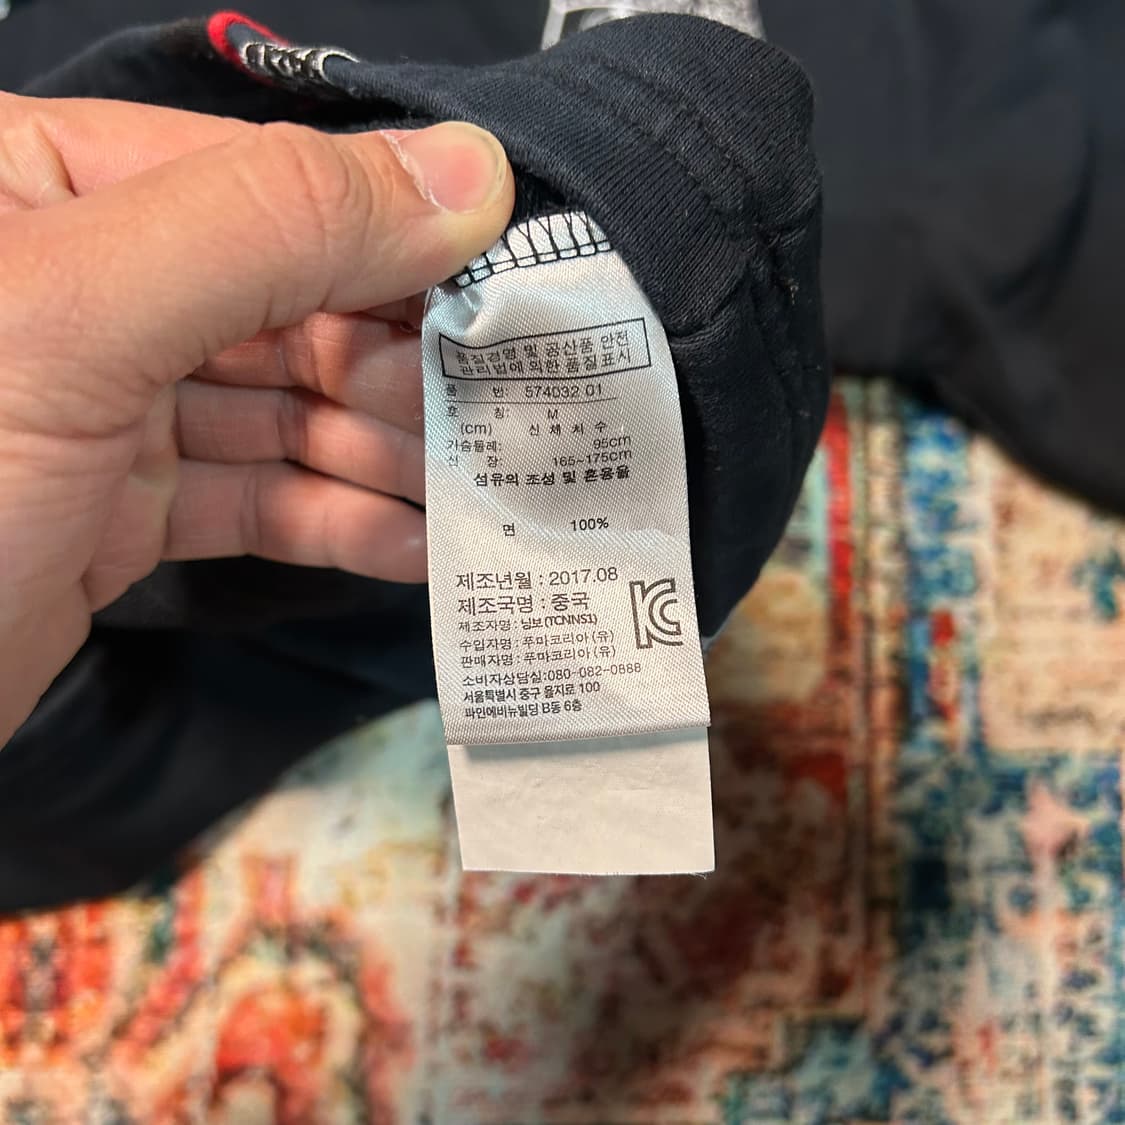 품질경영 및 공산품 안전
관리법에 의한 품질표시
품 번 574032 01
호 칭: M
(cm) 신체치수
가슴둘레: 95cm
신 장: 165~175cm
섬유의 조성 및 혼용율
면 100%
제조년월 : 2017.08
제조국명 : 중국
제조자명 : 닝보(TCNNS1)
수입자명 : 푸마코리아(유)
판매자명 : 푸마코리아(유)
소비자상담실:080-082-0888
서울특별시 중구 을지로 100
파인에비뉴빌딩 B동 6층
KC